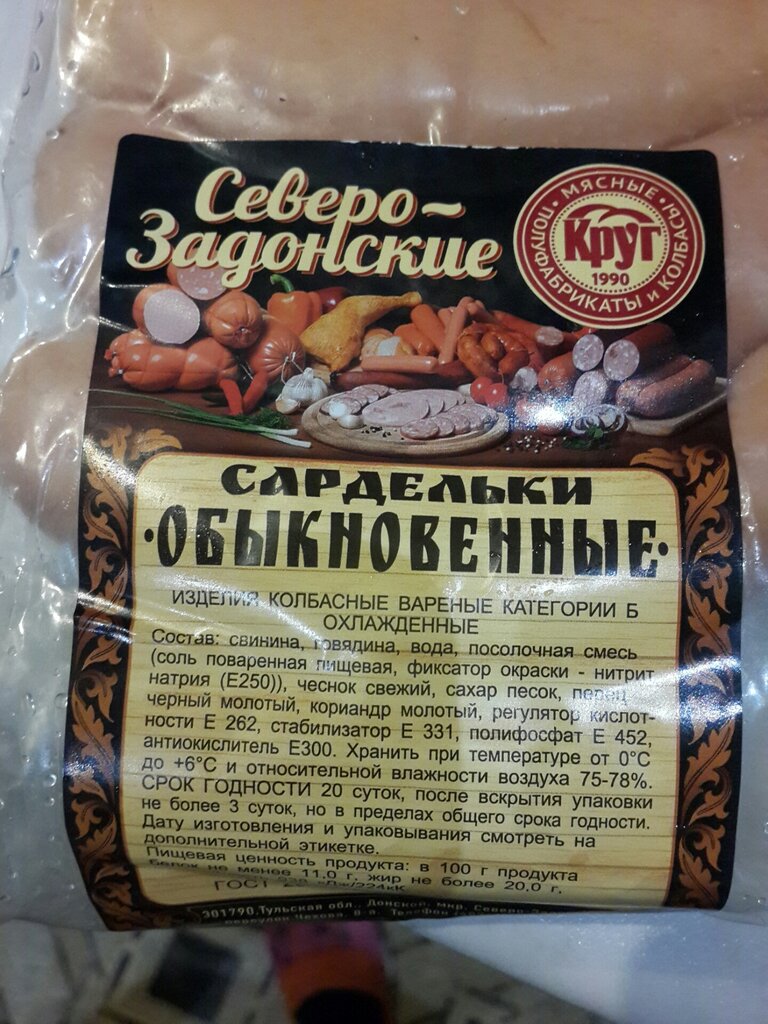 Северо-
Задонские
МЯСНЫЕ • ПОЛУФАБРИКАТЫ и КОЛБАСЫ •
Круг
1990
САРДЕЛЬКИ
·ОБЫКНОВЕННЫЕ·
ИЗДЕЛИЯ КОЛБАСНЫЕ ВАРЕНЫЕ КАТЕГОРИИ Б
ОХЛАЖДЕННЫЕ
Состав: свинина, говядина, вода, посолочная смесь
(соль поваренная пищевая, фиксатор окраски - нитрит
натрия (Е250)), чеснок свежий, сахар песок, перец
черный молотый, кориандр молотый, регулятор кислот-
ности Е 262, стабилизатор Е 331, полифосфат Е 452,
антиокислитель Е300. Хранить при температуре от 0°С
до +6°С и относительной влажности воздуха 75-78%.
СРОК ГОДНОСТИ 20 суток, после вскрытия упаковки
не более 3 суток, но в пределах общего срока годности.
Дату изготовления и упаковывания смотреть на
дополнительной этикетке.
Пищевая ценность продукта: в 100 г продукта
Белок не менее 11,0 г, жир не более 20,0 г,
ГОСТ
301790.Тульская обл., Донской, мкр. Северо-